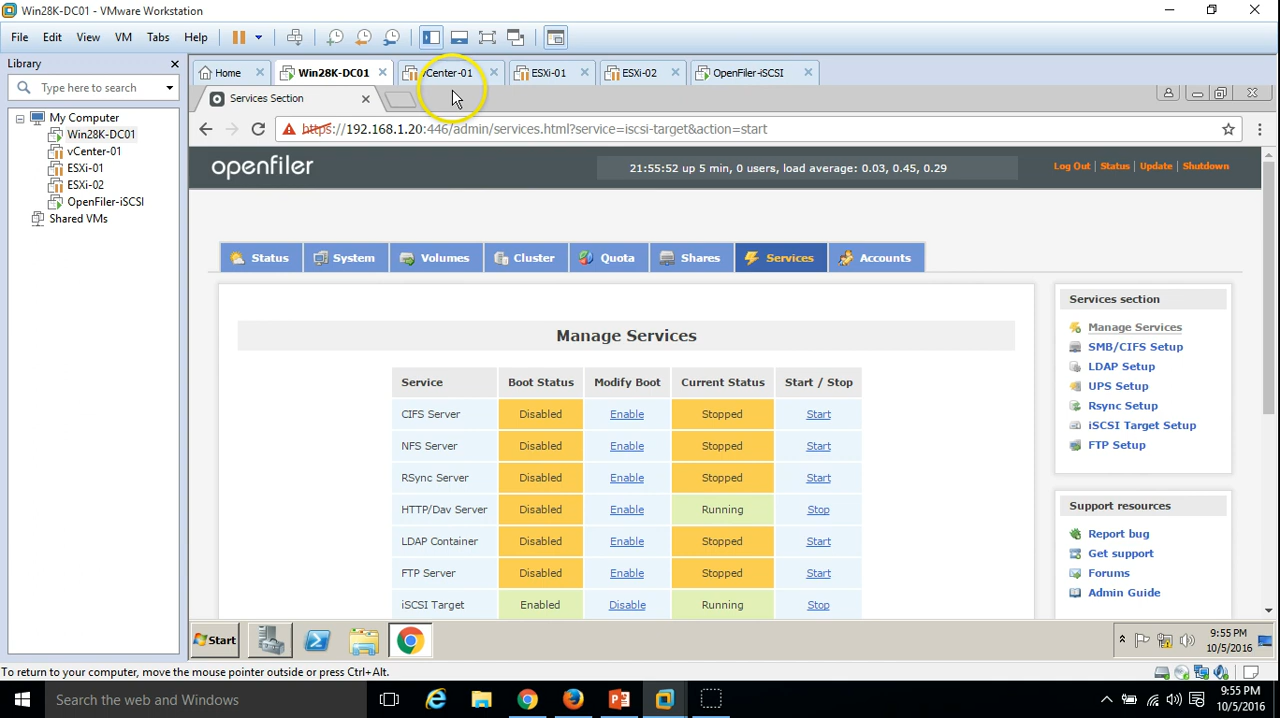 Win28K-DC01 - VMware Workstation
File Edit View VM Tabs Help
Library
Type here to search
My Computer
Win28K-DC01
vCenter-01
ESXi-01
ESXi-02
OpenFiler-iSCSI
Shared VMs
Home Win28K-DC01 vCenter-01 ESXi-01 ESXi-02 OpenFiler-iSCSI
Services Section
https://192.168.1.20:446/admin/services.html?service=iscsi-target&action=start
openfiler
21:55:52 up 5 min, 0 users, load average: 0.03, 0.45, 0.29
Log Out | Status | Update | Shutdown
Status System Volumes Cluster Quota Shares Services Accounts
Manage Services
Service Boot Status Modify Boot Current Status Start / Stop
CIFS Server Disabled Enable Stopped Start
NFS Server Disabled Enable Stopped Start
RSync Server Disabled Enable Stopped Start
HTTP/Dav Server Disabled Enable Running Stop
LDAP Container Disabled Enable Stopped Start
FTP Server Disabled Enable Stopped Start
iSCSI Target Enabled Disable Running Stop
Services section
Manage Services
SMB/CIFS Setup
LDAP Setup
UPS Setup
Rsync Setup
iSCSI Target Setup
FTP Setup
Support resources
Report bug
Get support
Forums
Admin Guide
Start
9:55 PM
10/5/2016
To return to your computer, move the mouse pointer outside or press Ctrl+Alt.
Search the web and Windows
9:55 PM
10/5/2016